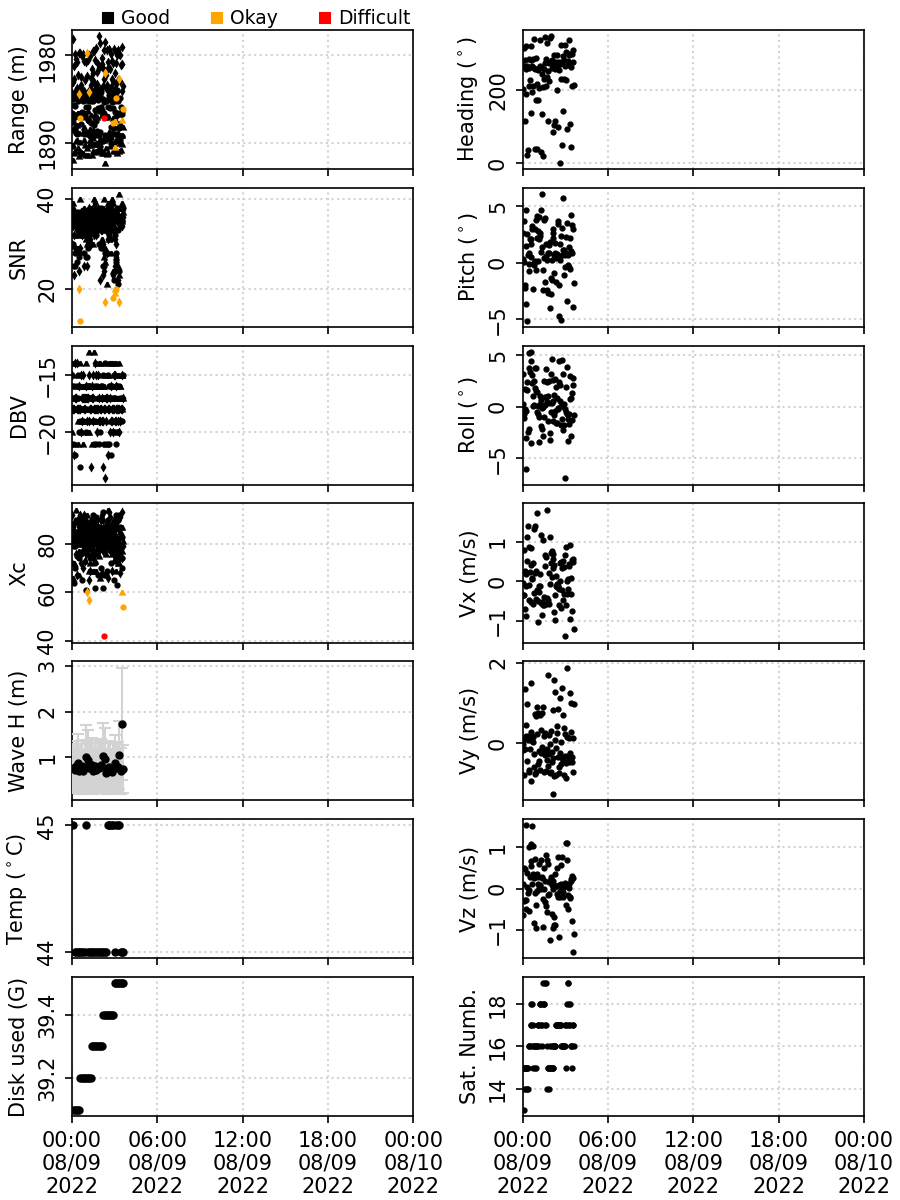 Good Okay Difficult
Range (m)
1980
1890
Heading (°)
200
0
SNR
40
20
Pitch (°)
5
0
−5
DBV
−15
−20
Roll (°)
5
0
−5
Xc
80
60
40
Vx (m/s)
1
0
−1
Wave H (m)
3
2
1
Vy (m/s)
2
0
Temp (°C)
45
44
Vz (m/s)
1
0
−1
Disk used (G)
39.4
39.2
Sat. Numb.
18
16
14
00:00 06:00 12:00 18:00 00:00 00:00 06:00 12:00 18:00 00:00
08/09 08/09 08/09 08/09 08/10 08/09 08/09 08/09 08/09 08/10
2022 2022 2022 2022 2022 2022 2022 2022 2022 2022